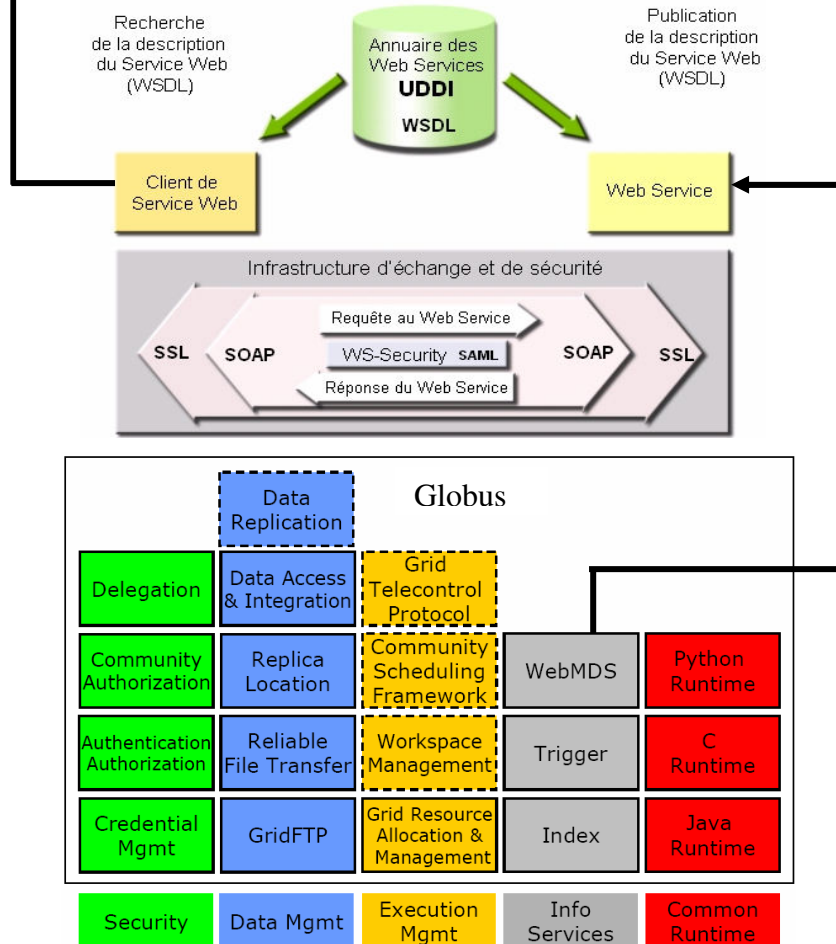 Recherche
de la description
du Service Web
(WSDL)
Annuaire des
Web Services
UDDI
WSDL
Publication
de la description
du Service Web
(WSDL)
Client de
Service Web
Web Service
Infrastructure d'échange et de sécurité
Requête au Web Service
SSL
SOAP
WS-Security SAML
SOAP
SSL
Réponse du Web Service
Globus
Data
Replication
Delegation
Data Access
& Integration
Grid
Telecontrol
Protocol
Community
Authorization
Replica
Location
Community
Scheduling
Framework
WebMDS
Python
Runtime
Authentication
Authorization
Reliable
File Transfer
Workspace
Management
Trigger
C
Runtime
Credential
Mgmt
GridFTP
Grid Resource
Allocation &
Management
Index
Java
Runtime
Security
Data Mgmt
Execution
Mgmt
Info
Services
Common
Runtime